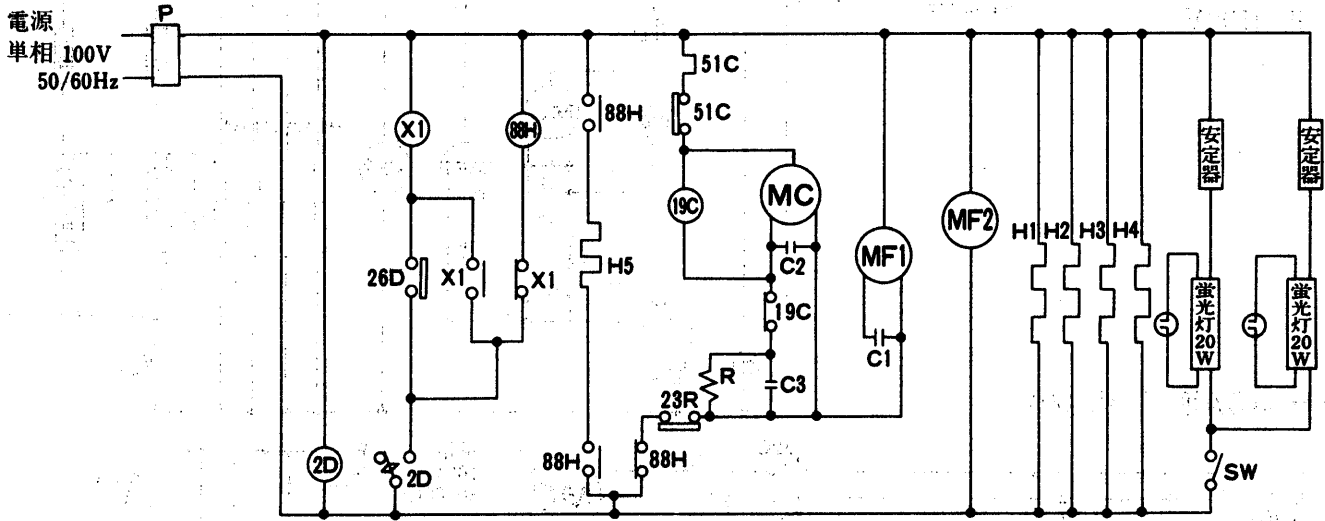 電源
単相 100V
50/60Hz
P
X1
88H
88H
51C
51C
19C
MC
C2
19C
MF1
C1
MF2
H1 H2 H3 H4
安定器
安定器
26D
X1
X1
H5
蛍光灯20W
蛍光灯20W
R
C3
23R
2D
2D
88H
88H
SW